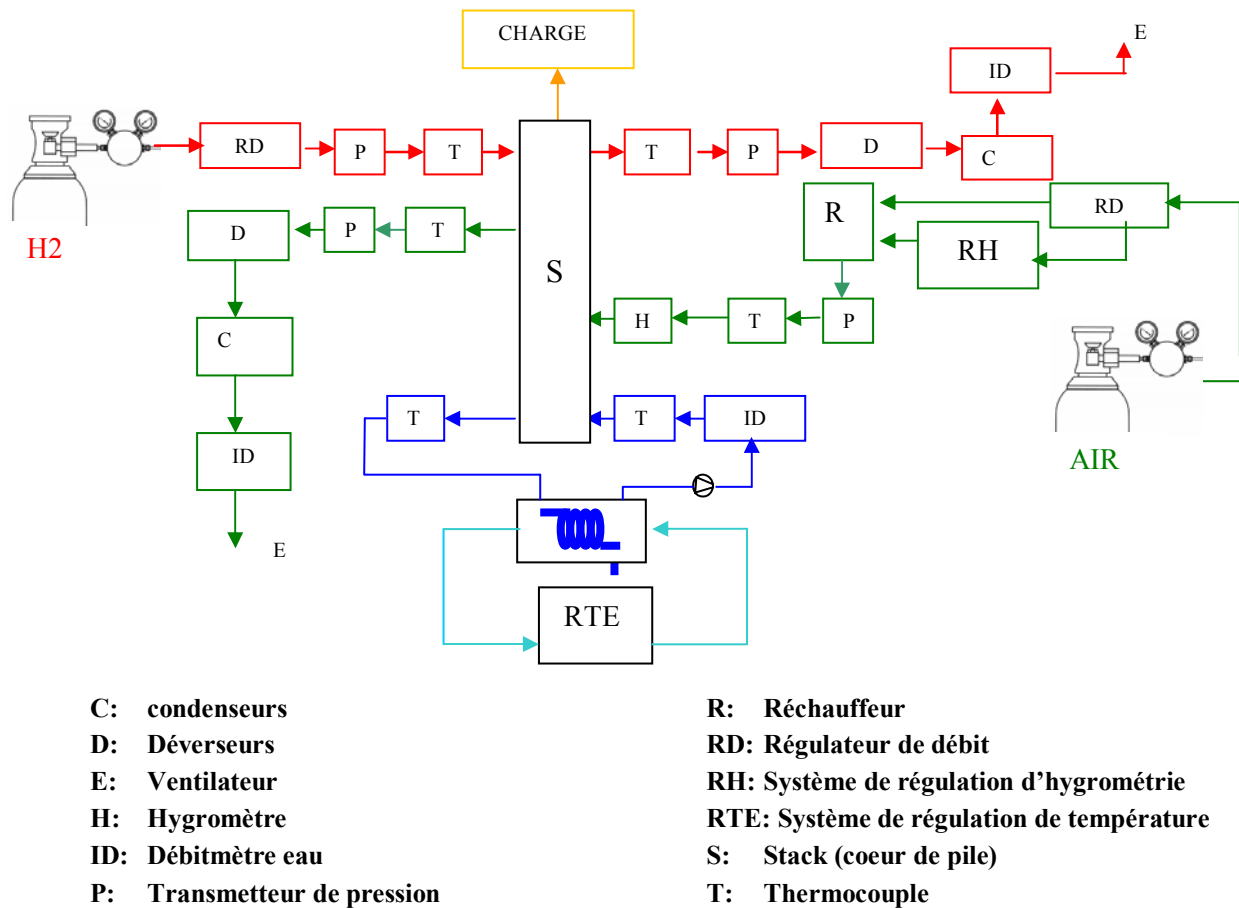 CHARGE
E
ID
RD
P
T
T
P
D
C
H2
D
P
T
S
R
RD
RH
H
T
P
C
T
T
ID
ID
AIR
E
RTE
C: condenseurs
D: Déverseurs
E: Ventilateur
H: Hygromètre
ID: Débitmètre eau
P: Transmetteur de pression
R: Réchauffeur
RD: Régulateur de débit
RH: Système de régulation d’hygrométrie
RTE: Système de régulation de température
S: Stack (coeur de pile)
T: Thermocouple